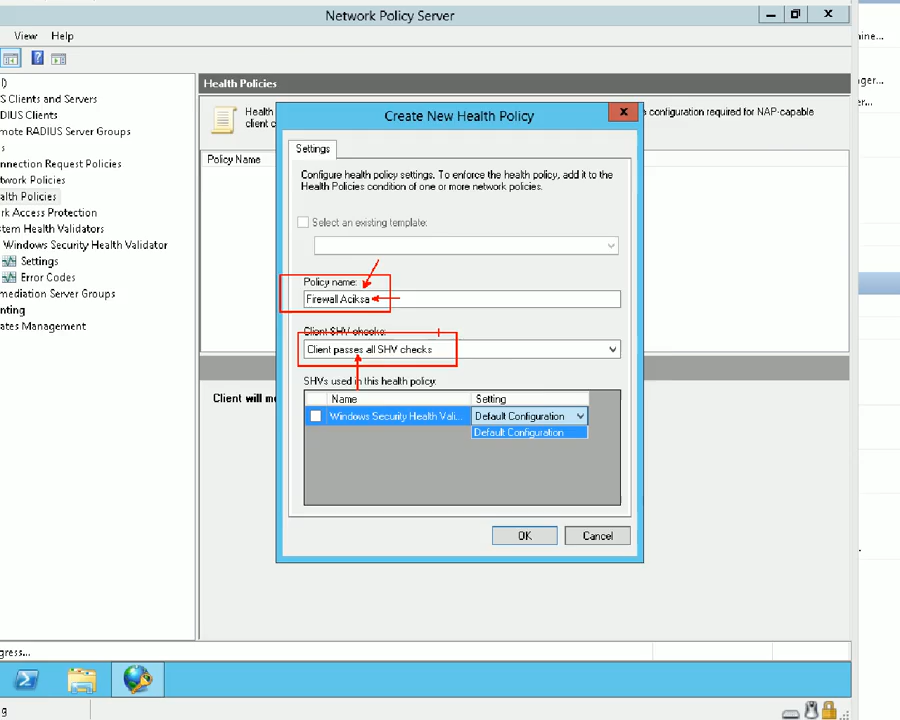 Network Policy Server
View Help
Health Policies
S Clients and Servers
DIUS Clients
mote RADIUS Server Groups
s
nnection Request Policies
twork Policies
alth Policies
rk Access Protection
stem Health Validators
Windows Security Health Validator
Settings
Error Codes
mediation Server Groups
nting
ates Management
Health
client c
a configuration required for NAP-capable
Policy Name
Client will m
Create New Health Policy
Settings
Configure health policy settings. To enforce the health policy, add it to the
Health Policies condition of one or more network policies.
Select an existing template:
Policy name:
Firewall Aciksa
Client SHV checks:
Client passes all SHV checks
SHVs used in this health policy:
Name Setting
Windows Security Health Vali... Default Configuration
Default Configuration
OK Cancel
ine...
ger...
er...
gress...
g